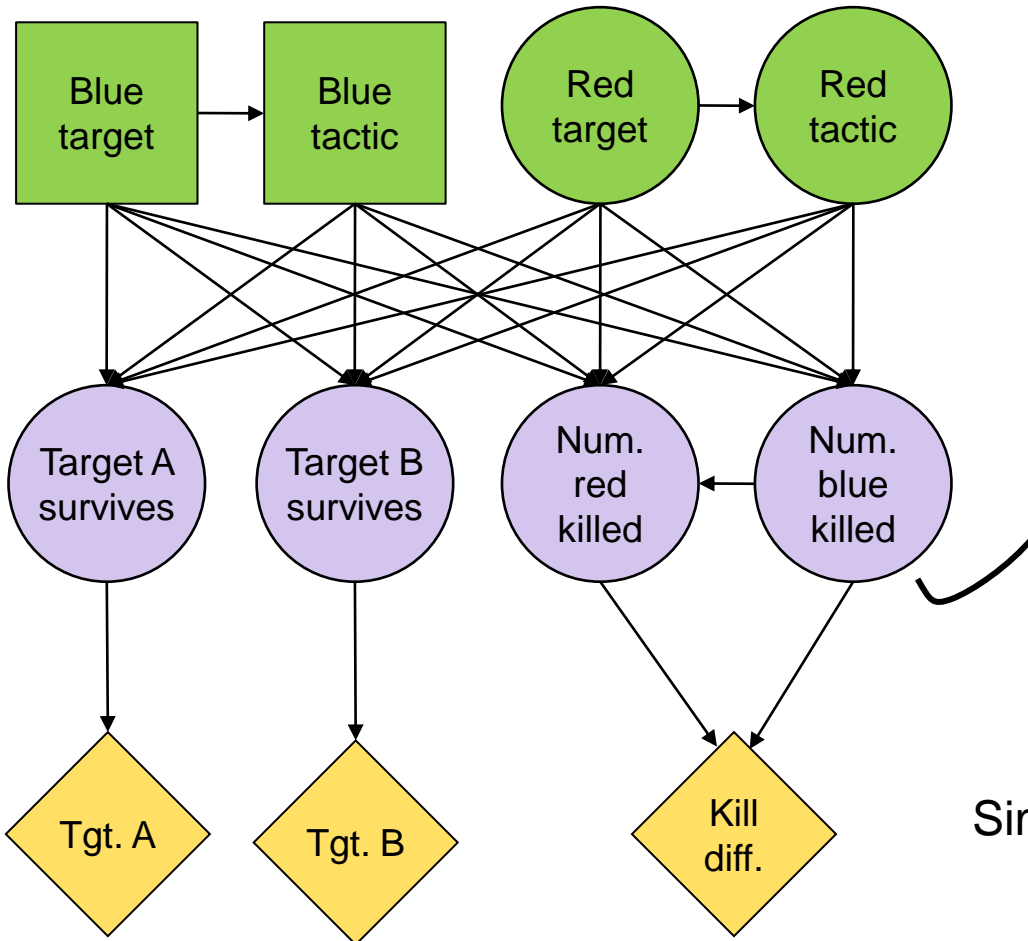 Blue
target
Blue
tactic
Red
target
Red
tactic
Target A
survives
Target B
survives
Num.
red
killed
Num.
blue
killed
Tgt. A
Tgt. B
Kill
diff.